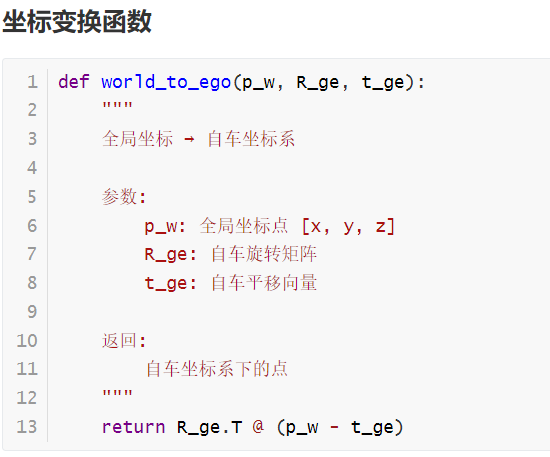 坐标变换函数
1 def world_to_ego(p_w, R_ge, t_ge):
2     """
3     全局坐标 → 自车坐标系
4
5     参数:
6         p_w: 全局坐标点 [x, y, z]
7         R_ge: 自车旋转矩阵
8         t_ge: 自车平移向量
9
10     返回:
11         自车坐标系下的点
12     """
13     return R_ge.T @ (p_w - t_ge)